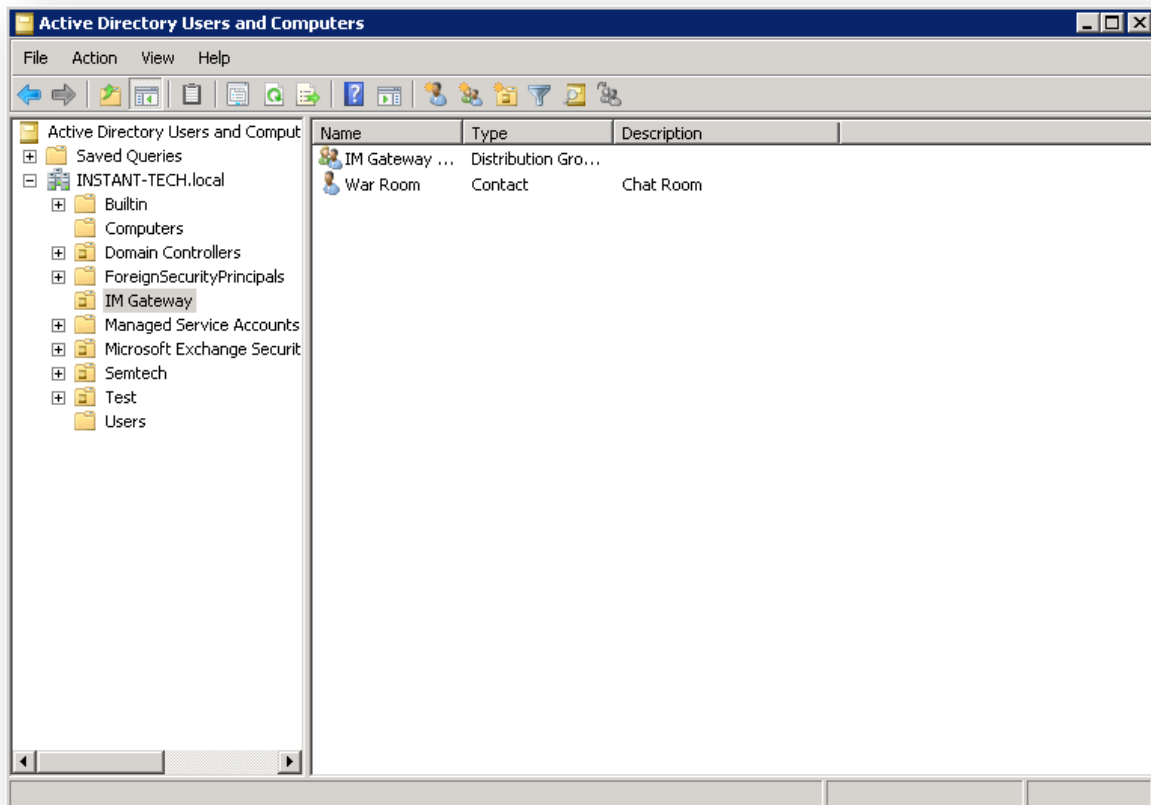 Active Directory Users and Computers
File Action View Help
Active Directory Users and Comput
Saved Queries
INSTANT-TECH.local
Builtin
Computers
Domain Controllers
ForeignSecurityPrincipals
IM Gateway
Managed Service Accounts
Microsoft Exchange Securit
Semtech
Test
Users
Name Type Description
IM Gateway ... Distribution Gro...
War Room Contact Chat Room